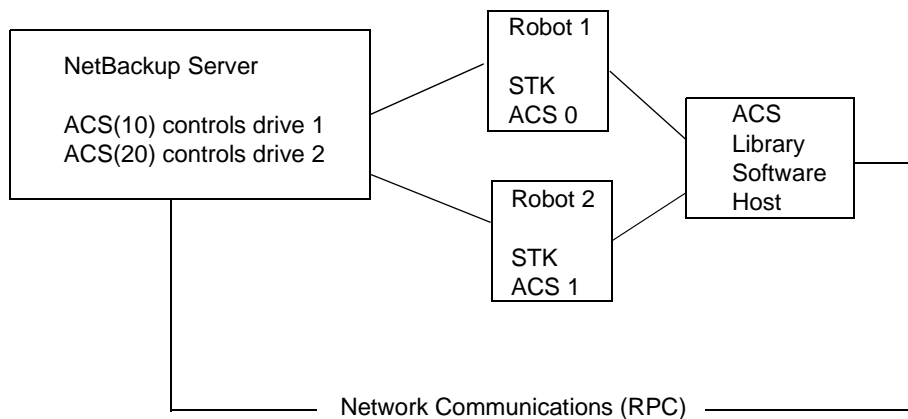 NetBackup Server
ACS(10) controls drive 1
ACS(20) controls drive 2
Robot 1
STK
ACS 0
Robot 2
STK
ACS 1
ACS
Library
Software
Host
Network Communications (RPC)